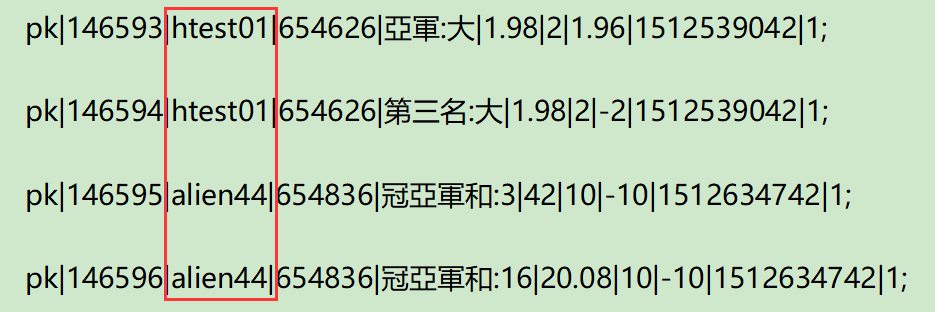 pk|146593|htest01|654626|亞軍:大|1.98|2|1.96|1512539042|1;
pk|146594|htest01|654626|第三名:大|1.98|2|-2|1512539042|1;
pk|146595|alien44|654836|冠亞軍和:3|42|10|-10|1512634742|1;
pk|146596|alien44|654836|冠亞軍和:16|20.08|10|-10|1512634742|1;